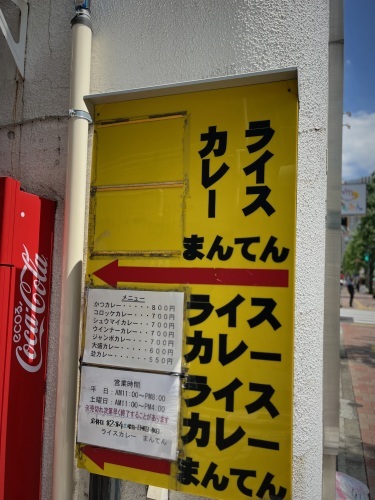 ライス
カレー
まんてん
ライス
カレー
ライス
カレー
まんてん
メニュー
かつカレー・・・・・800円
コロッケカレー・・・700円
シュウマイカレー・・700円
ウインナーカレー・・700円
ジャンボカレー・・・700円
大盛カレー・・・・・600円
並カレー・・・・・・550円
営業時間
平　日：AM11:00～PM8:00
土曜日：AM11:00～PM4:00
ライスカレー　まんてん
ecoる/
Coca-Cola